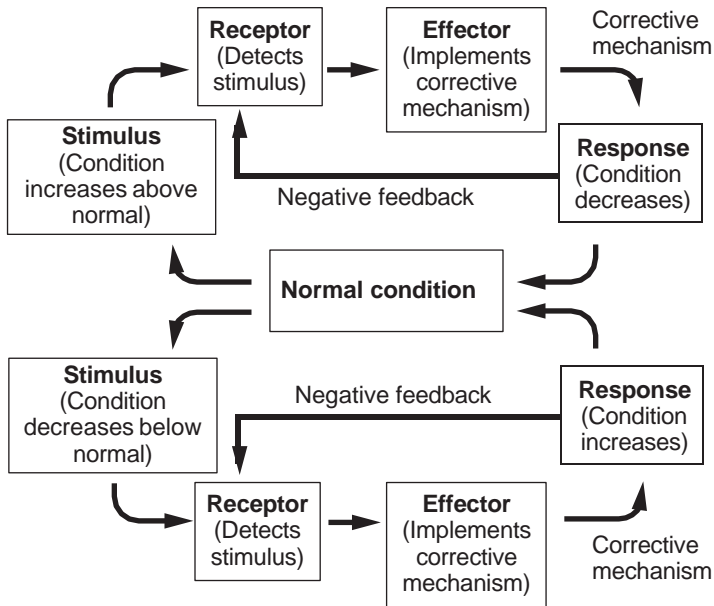 Receptor
(Detects
stimulus)
Effector
(Implements
corrective
mechanism)
Corrective
mechanism
Stimulus
(Condition
increases above
normal)
Response
(Condition
decreases)
Negative feedback
Normal condition
Stimulus
(Condition
decreases below
normal)
Negative feedback
Response
(Condition
increases)
Receptor
(Detects
stimulus)
Effector
(Implements
corrective
mechanism)
Corrective
mechanism